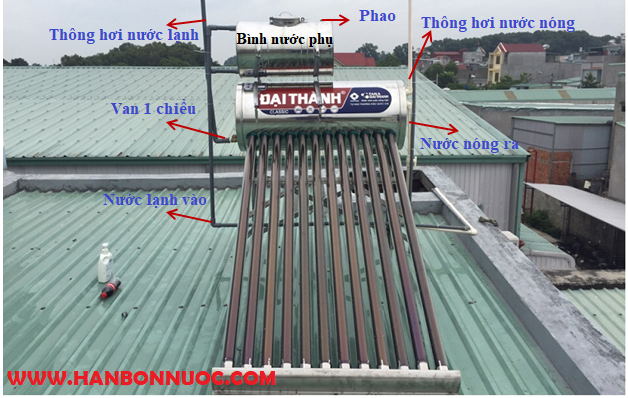 Phao
Thông hơi nước nóng
Thông hơi nước lạnh
Bình nước phụ
ĐẠI THÀNH
CLASSIC
Van 1 chiều
Nước nóng ra
Nước lạnh vào
WWW.HANBONNUOC.COM